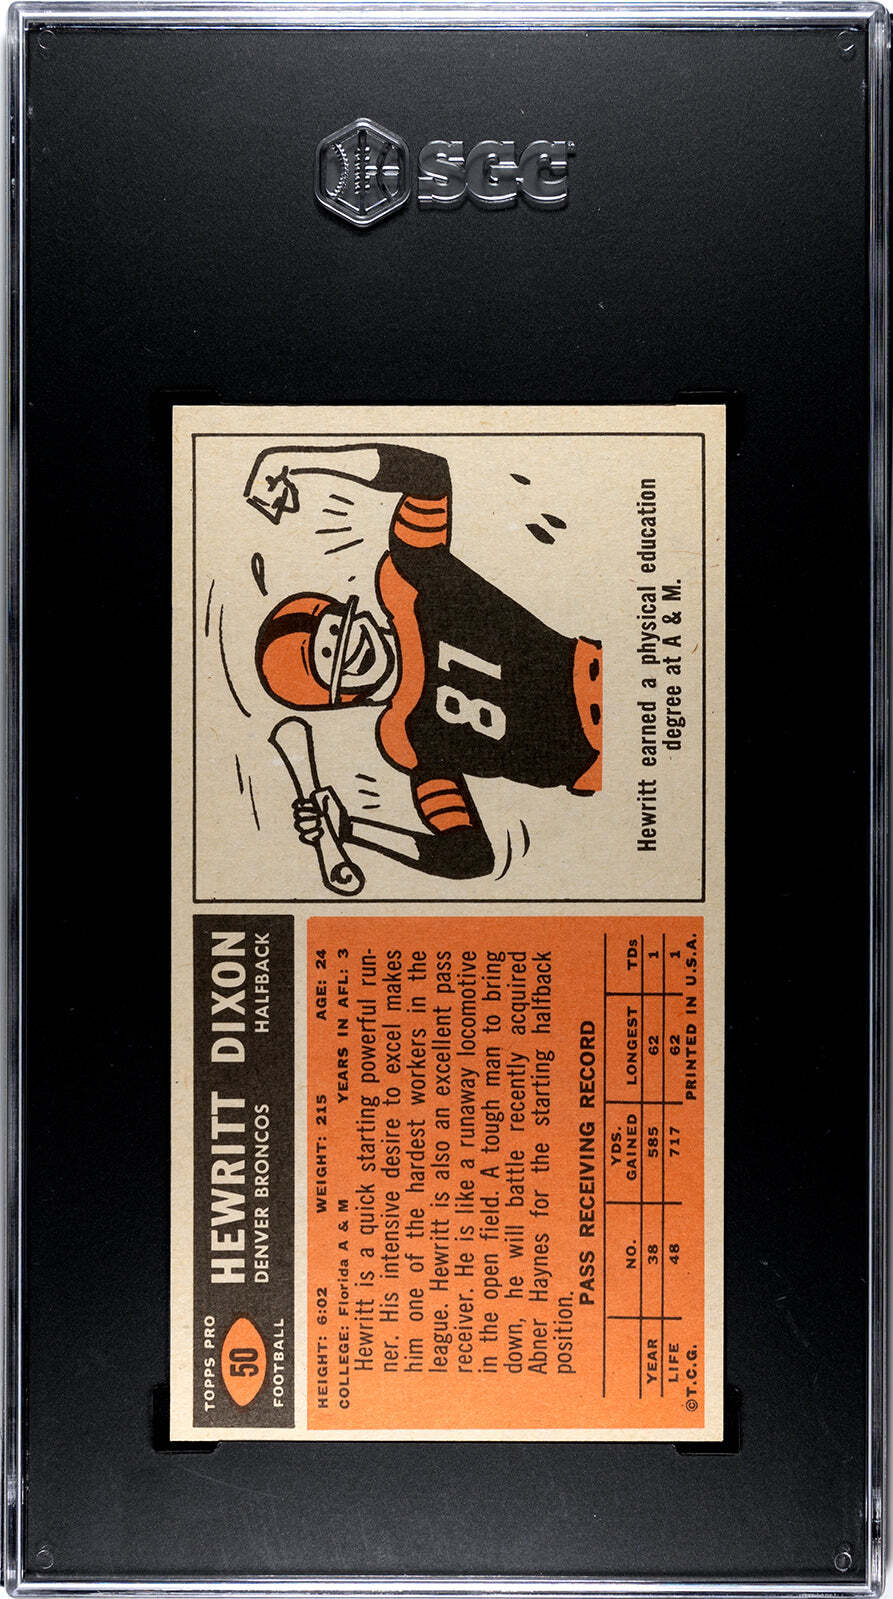 SGC
TOPPS PRO
50
FOOTBALL
HEWRITT DIXON
DENVER BRONCOS HALFBACK
HEIGHT: 6:02 WEIGHT: 215 AGE: 24
COLLEGE: Florida A & M YEARS IN AFL: 3
Hewritt is a quick starting powerful run-
ner. His intensive desire to excel makes
him one of the hardest workers in the
league. Hewritt is also an excellent pass
receiver. He is like a runaway locomotive
in the open field. A tough man to bring
down, he will battle recently acquired
Abner Haynes for the starting halfback
position.
PASS RECEIVING RECORD
NO. YDS. GAINED LONGEST TDs
YEAR 38 585 62 1
LIFE 48 717 62 1
©T.C.G. PRINTED IN U.S.A.
81
Hewritt earned a physical education
degree at A & M.